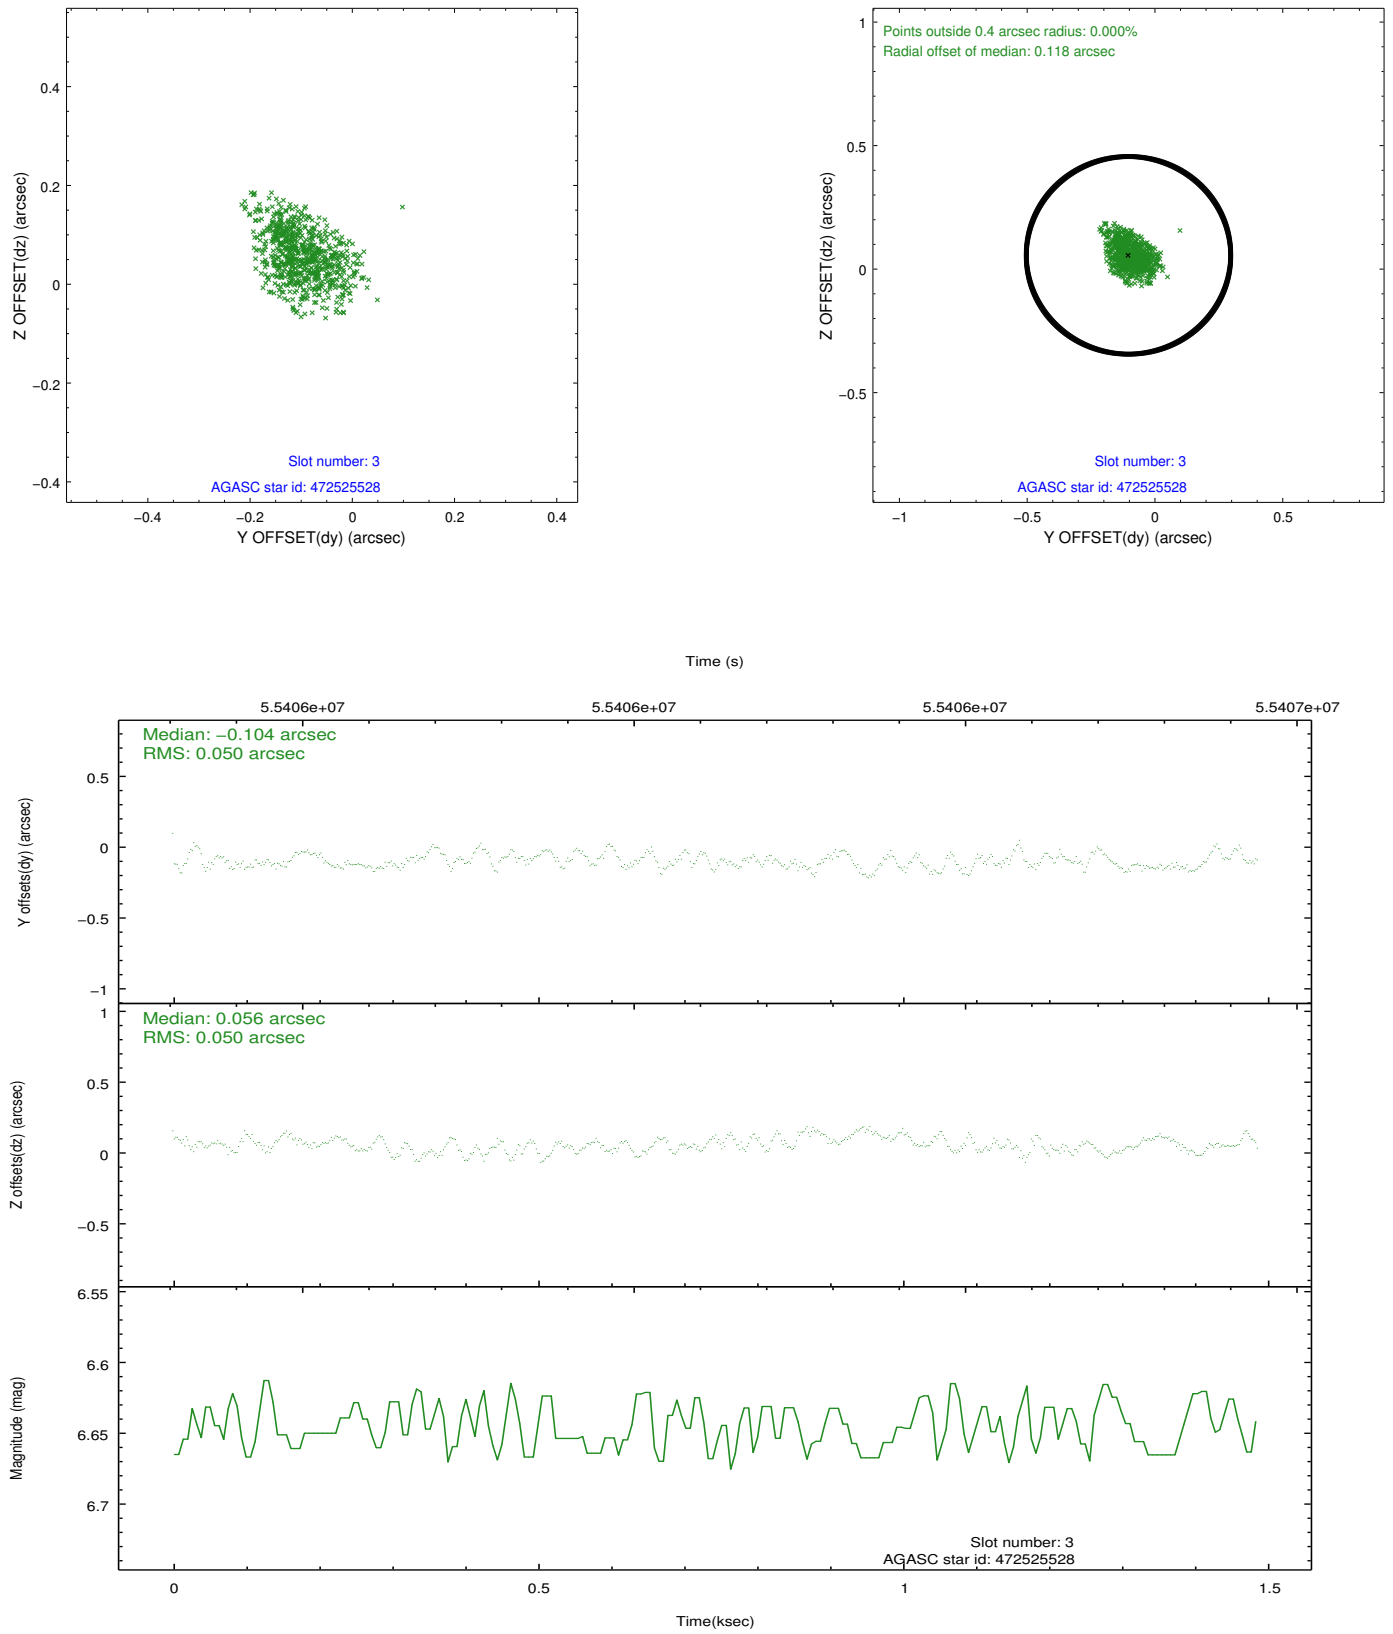 0.4
0.2
0
−0.2
−0.4
Z OFFSET(dz) (arcsec)
Slot number: 3
AGASC star id: 472525528
−0.4
−0.2
0
0.2
0.4
Y OFFSET(dy) (arcsec)
Points outside 0.4 arcsec radius: 0.000%
Radial offset of median: 0.118 arcsec
1
0.5
0
−0.5
Z OFFSET(dz) (arcsec)
Slot number: 3
AGASC star id: 472525528
−1
−0.5
0
0.5
Y OFFSET(dy) (arcsec)
Time (s)
5.5406e+07
5.5406e+07
5.5406e+07
5.5407e+07
Median: −0.104 arcsec
RMS: 0.050 arcsec
0.5
0
−0.5
−1
Y offsets(dy) (arcsec)
Median: 0.056 arcsec
RMS: 0.050 arcsec
1
0.5
0
−0.5
Z offsets(dz) (arcsec)
6.55
6.6
6.65
6.7
Magnitude (mag)
Slot number: 3
AGASC star id: 472525528
0
0.5
1
1.5
Time(ksec)